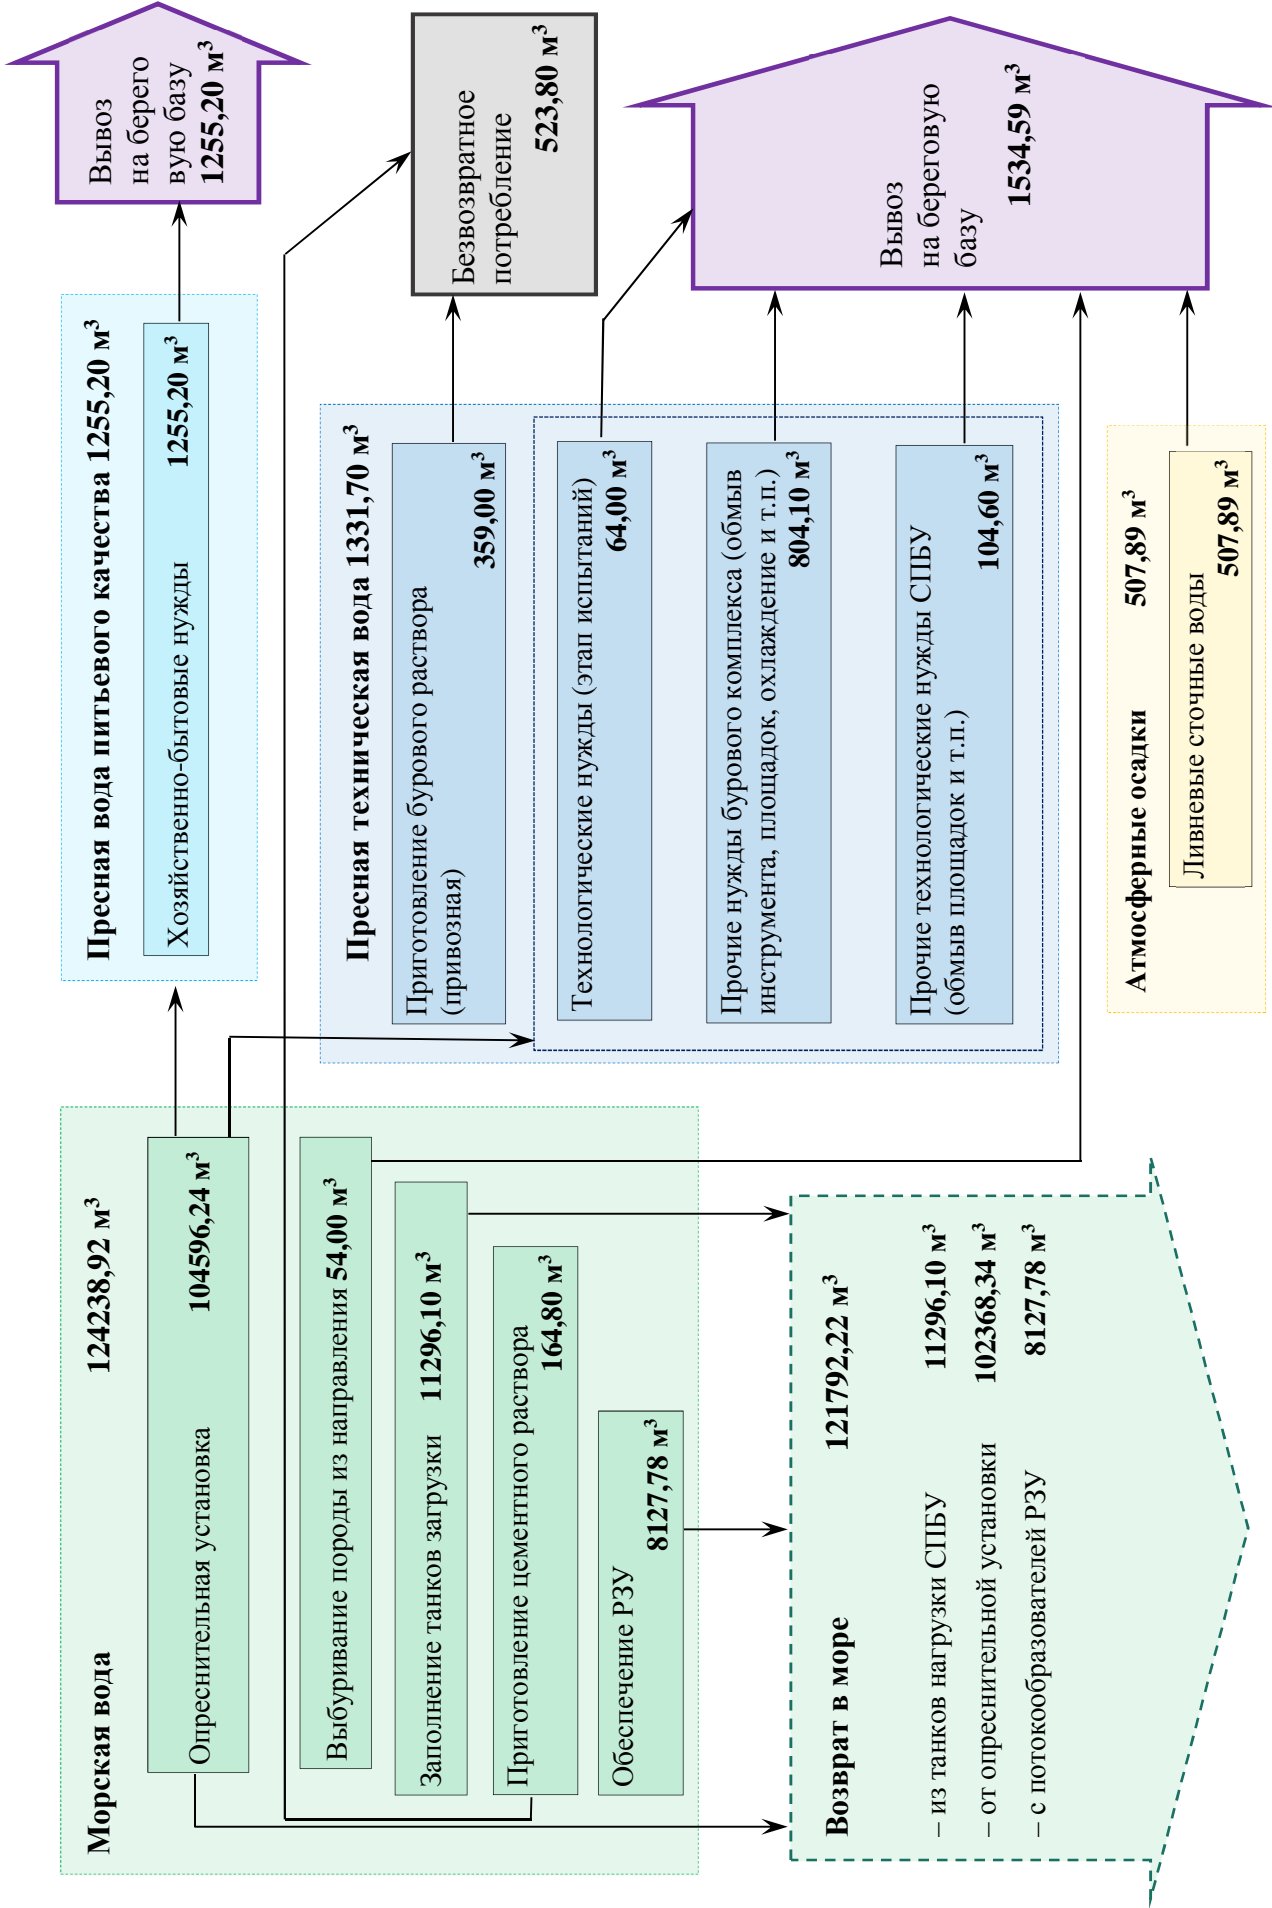 Морская вода 124238,92 м³
Опреснительная установка 104596,24 м³
Выбуривание породы из направления 54,00 м³
Заполнение танков загрузки 11296,10 м³
Приготовление цементного раствора
164,80 м³
Обеспечение РЗУ
8127,78 м³
Возврат в море 121792,22 м³
– из танков нагрузки СПБУ 11296,10 м³
– от опреснительной установки 102368,34 м³
– с потокообразователей РЗУ 8127,78 м³
Пресная вода питьевого качества 1255,20 м³
Хозяйственно-бытовые нужды 1255,20 м³
Пресная техническая вода 1331,70 м³
Приготовление бурового раствора
(привозная)
359,00 м³
Технологические нужды (этап испытаний)
64,00 м³
Прочие нужды бурового комплекса (обмыв
инструмента, площадок, охлаждение и т.п.)
804,10 м³
Прочие технологические нужды СПБУ
(обмыв площадок и т.п.)
104,60 м³
Атмосферные осадки 507,89 м³
Ливневые сточные воды
507,89 м³
Вывоз
на берего
вую базу
1255,20 м³
Безвозвратное
потребление
523,80 м³
Вывоз
на береговую
базу
1534,59 м³